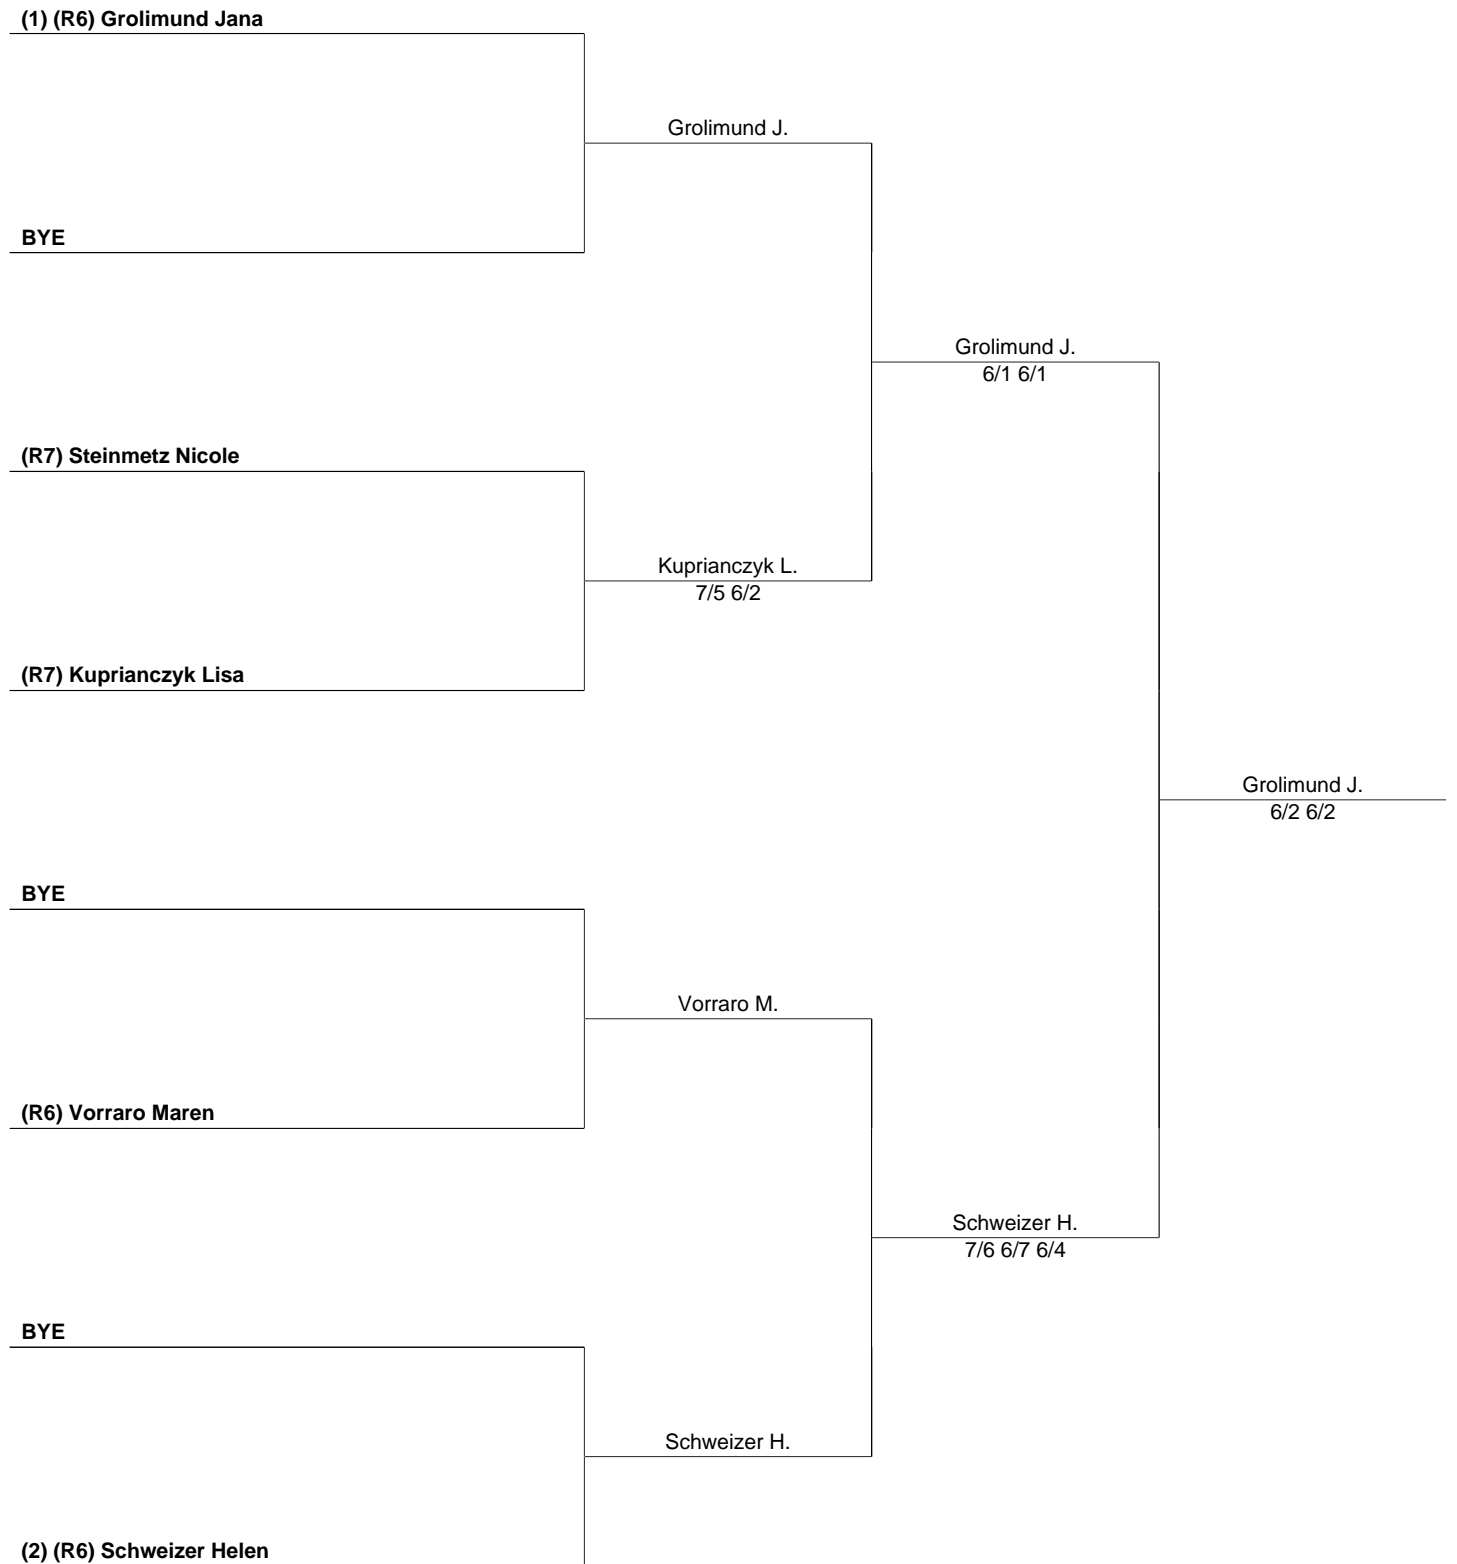 (1) (R6) Grolimund Jana
Grolimund J.
BYE
Grolimund J.
6/1 6/1
(R7) Steinmetz Nicole
Kuprianczyk L.
7/5 6/2
(R7) Kuprianczyk Lisa
Grolimund J.
6/2 6/2
BYE
Vorraro M.
(R6) Vorraro Maren
Schweizer H.
7/6 6/7 6/4
BYE
Schweizer H.
(2) (R6) Schweizer Helen